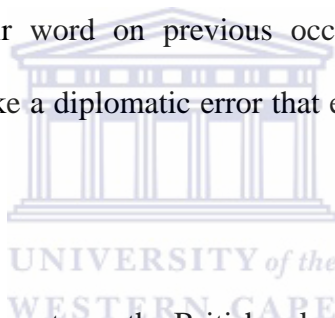 r word on previous occ
ke a diplomatic error that e
UNIVERSITY of the
WESTERN CAPE
the British